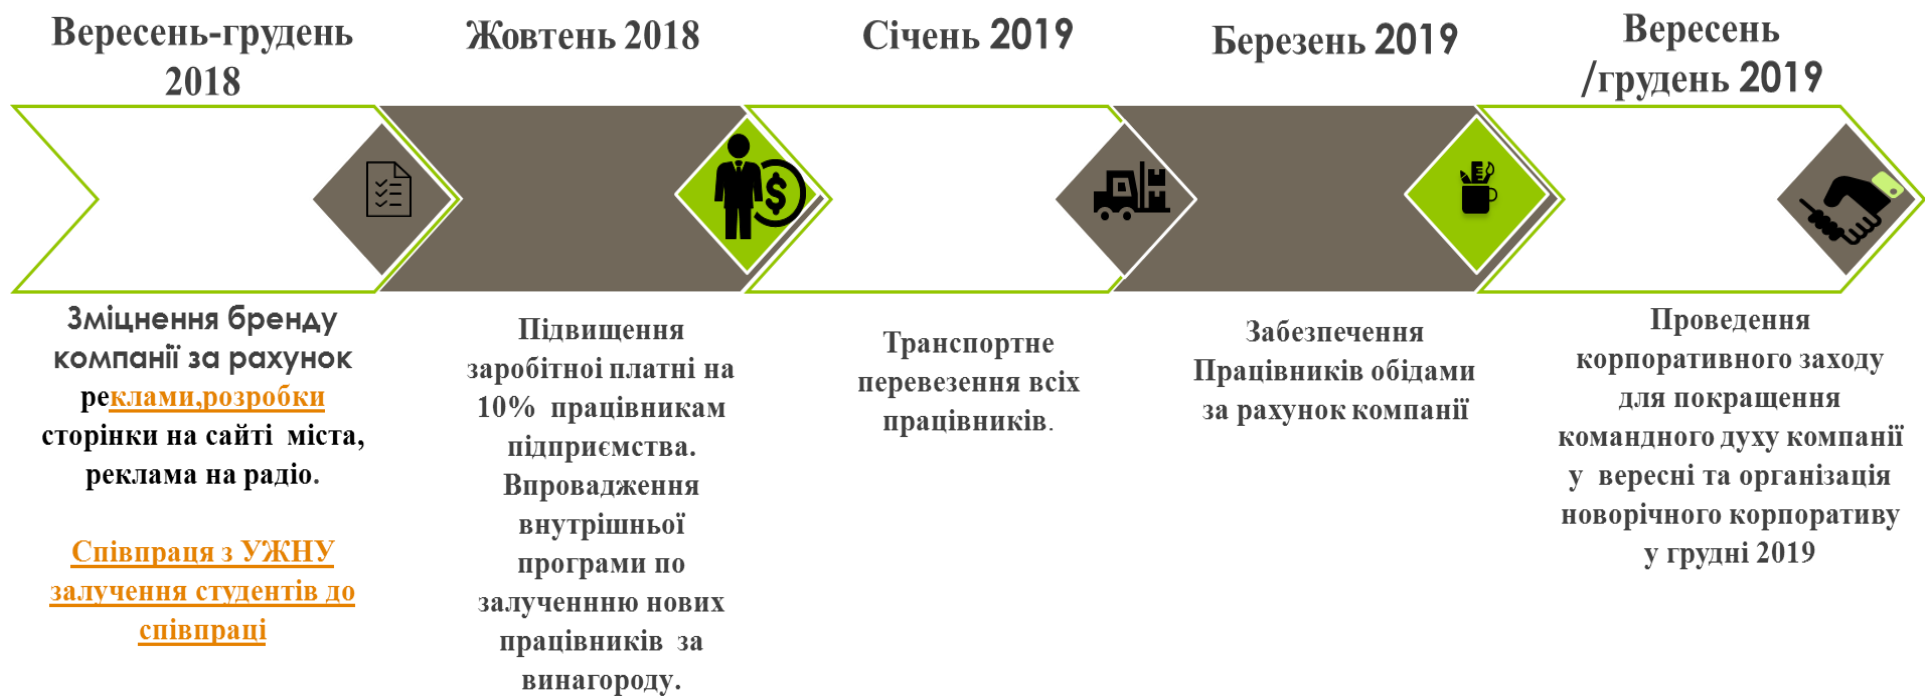 Вересень-грудень
2018
Зміцнення бренду
компанії за рахунок
реклами,розробки
сторінки на сайті міста,
реклама на радіо.
Співпраця з УЖНУ
залучення студентів до
співпраці
Жовтень 2018
Підвищення
заробітноі платні на
10% працівникам
підприємства.
Впровадження
внутрішньої
програми по
залученнню нових
працівників за
винагороду.
Січень 2019
Транспортне
перевезення всіх
працівників.
Березень 2019
Забезпечення
Працівників обідами
за рахунок компанії
Вересень
/грудень 2019
Проведення
корпоративного заходу
для покращення
командного духу компанії
у вересні та організація
новорічного корпоративу
у грудні 2019